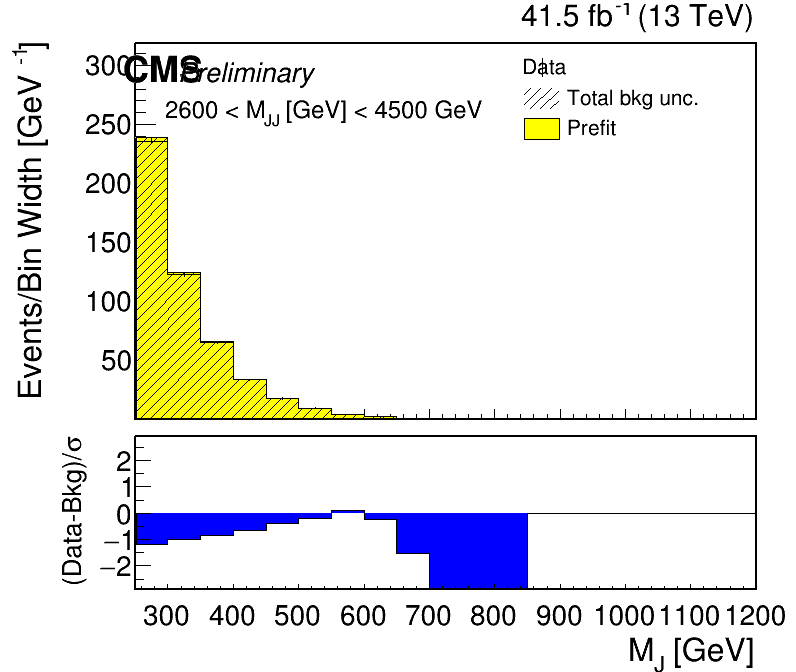 41.5 fb⁻¹ (13 TeV)
Events/Bin Width [GeV⁻¹]
300
250
200
150
100
50
CMS Preliminary
2600 < M_JJ [GeV] < 4500 GeV
Data
Total bkg unc.
Prefit
(Data-Bkg)/σ
2
1
0
−1
−2
300 400 500 600 700 800 900 1000 1100 1200
M_J [GeV]